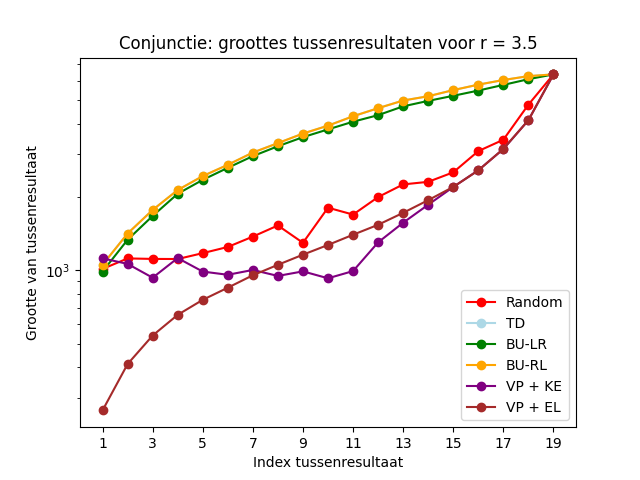 Conjunctie: groottes tussenresultaten voor r = 3.5
Grootte van tussenresultaat
10³
Random
TD
BU-LR
BU-RL
VP + KE
VP + EL
1 3 5 7 9 11 13 15 17 19
Index tussenresultaat